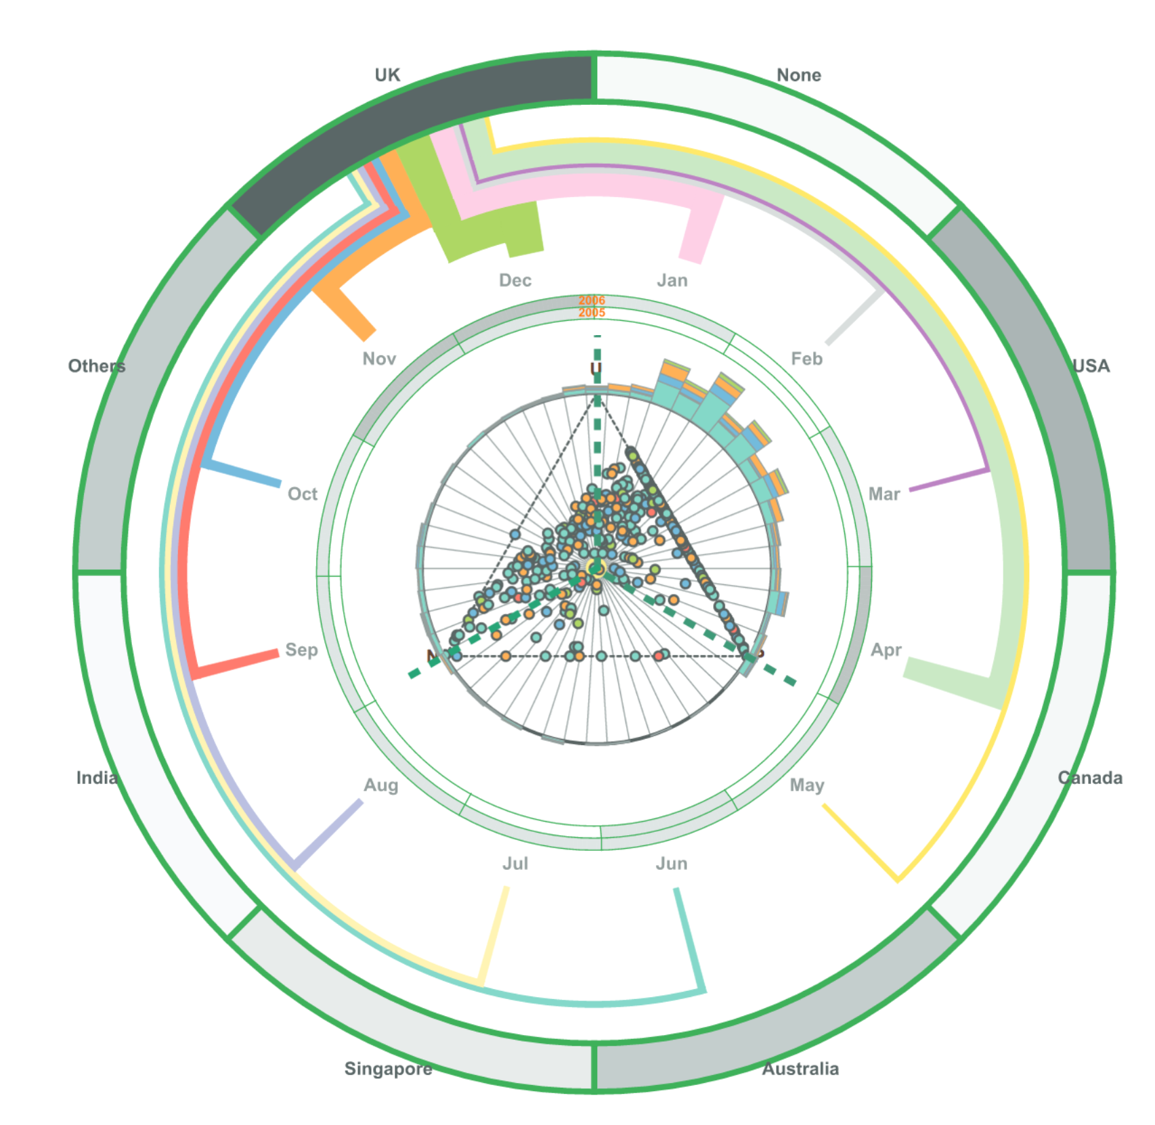 UK
None
Others
USA
Dec
Jan
Nov
Feb
2006
2005
U
Oct
Mar
Sep
Apr
India
Canada
Aug
May
Jul
Jun
Singapore
Australia